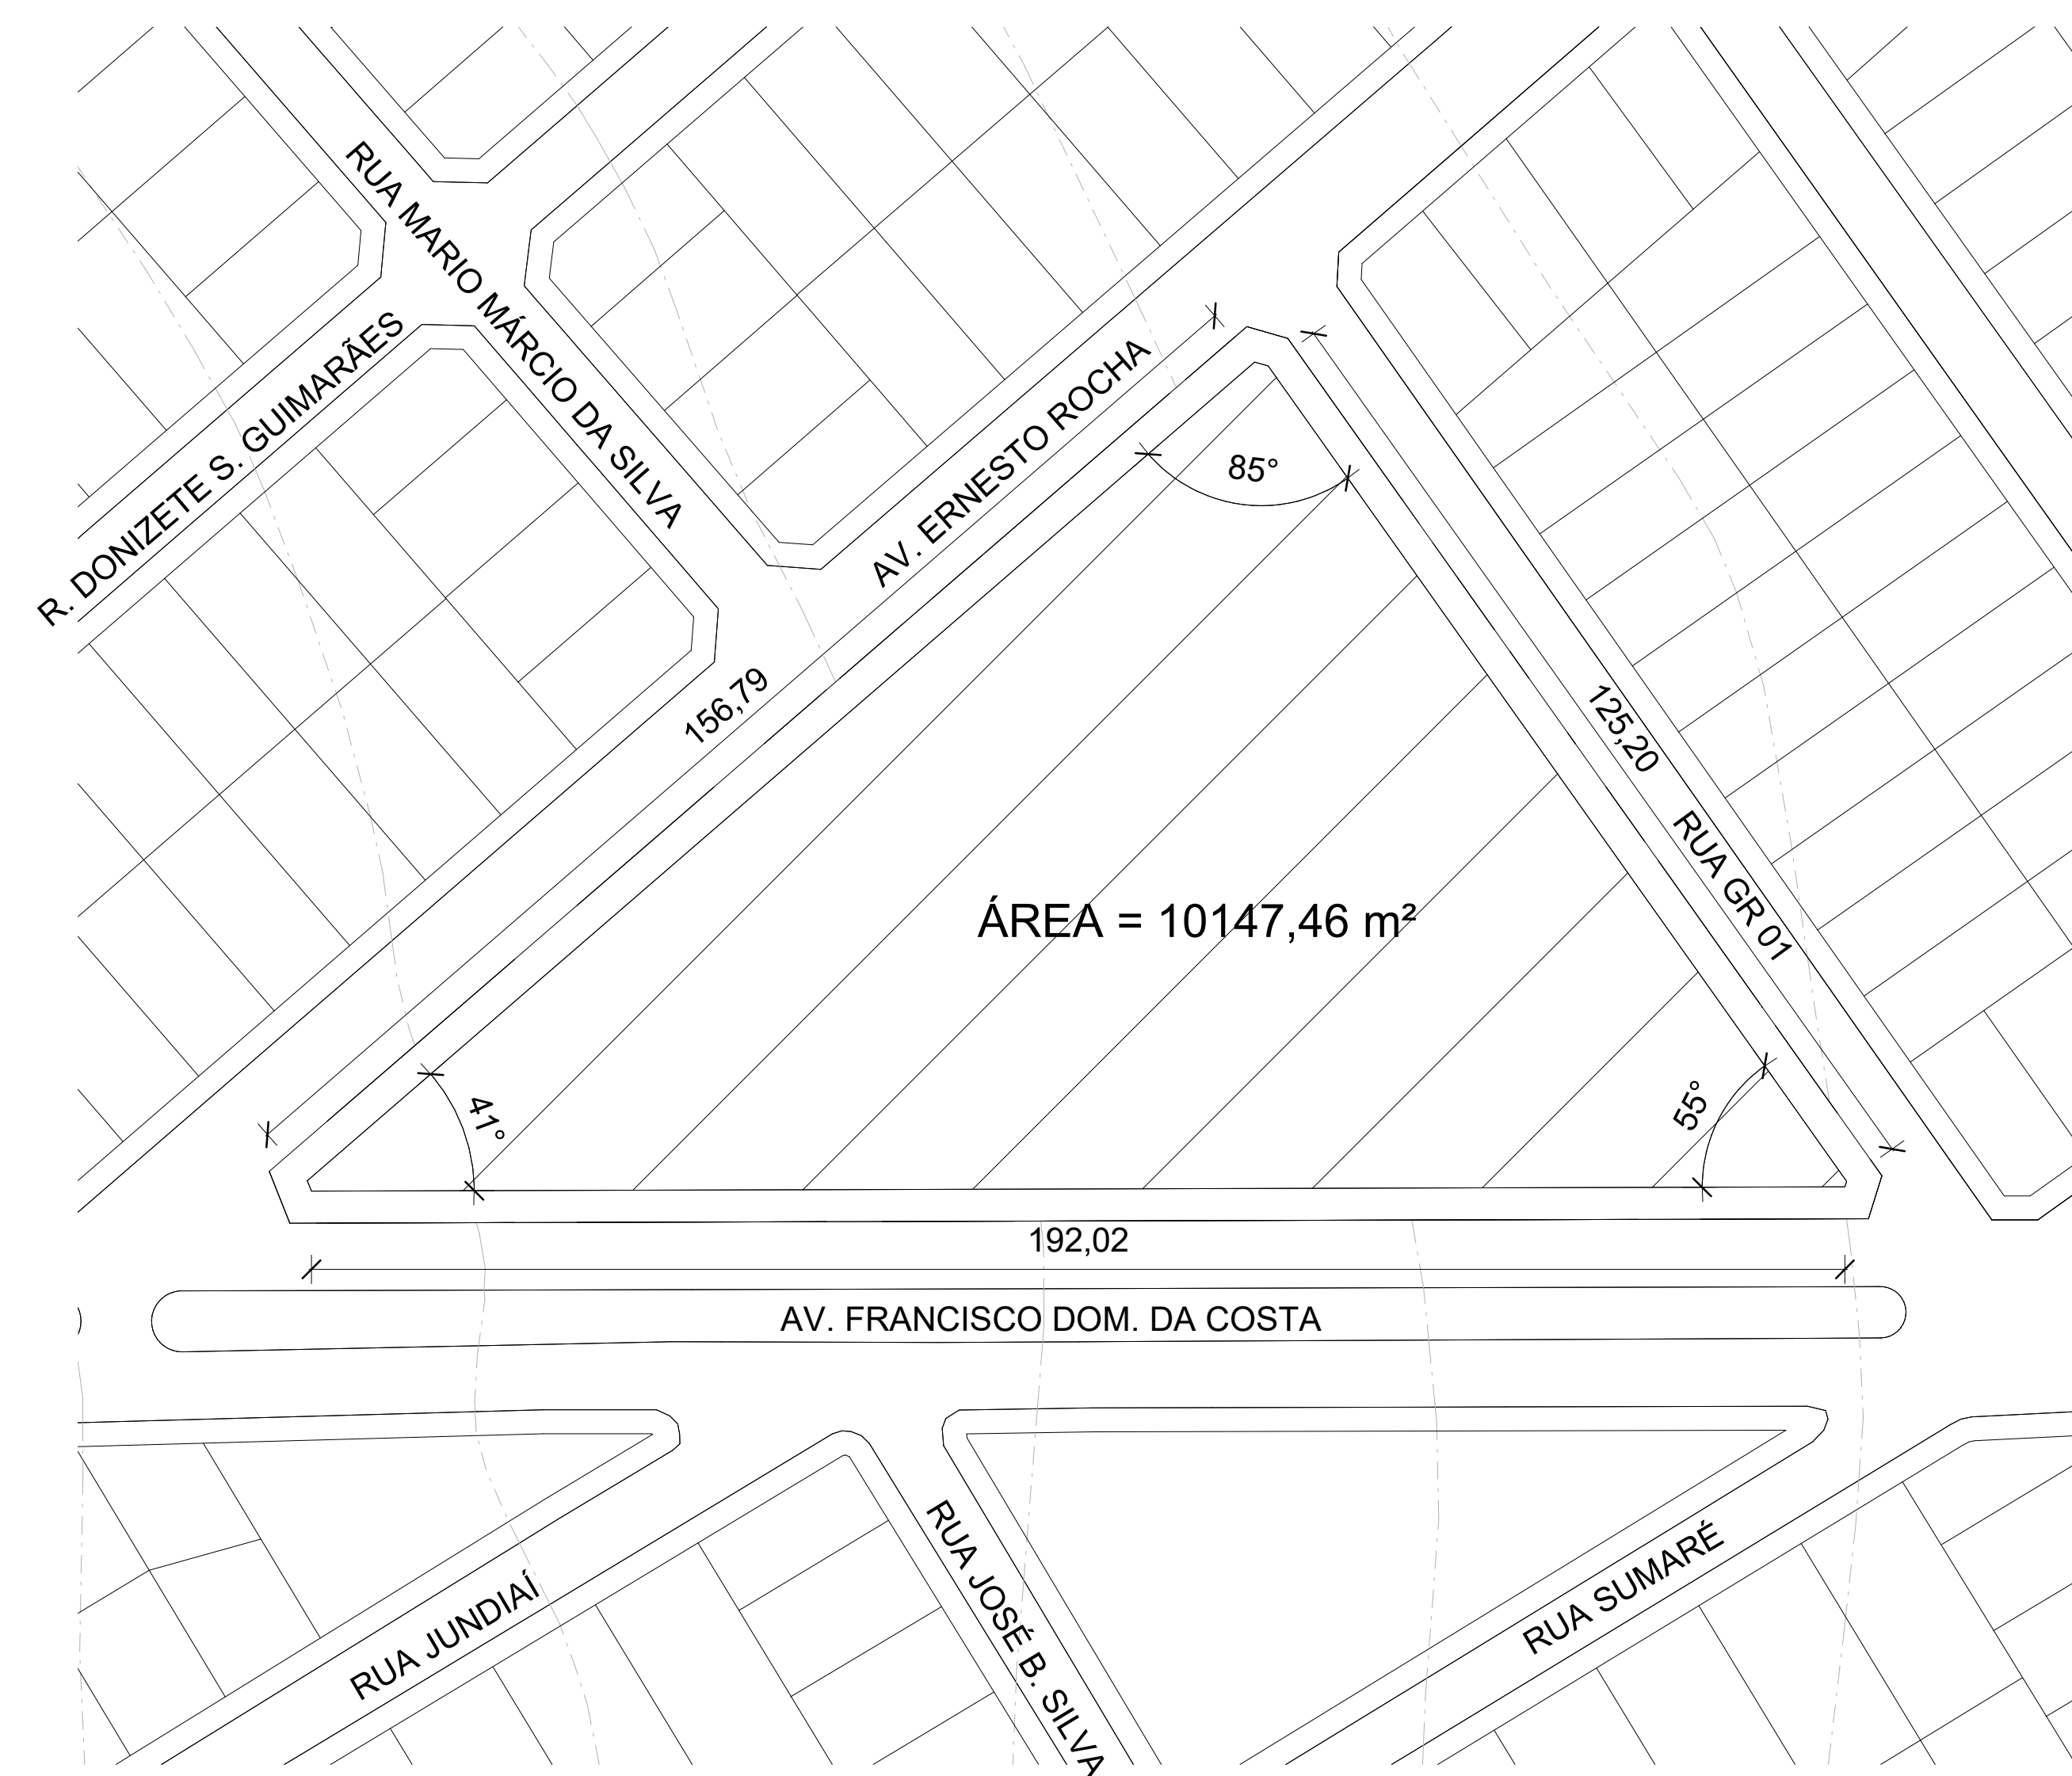 RUA MARIO MÁRCIO DA SILVA
R. DONIZETE S. GUIMARÃES
AV. ERNESTO ROCHA
85°
156,79
125,20
RUA GR 01
ÁREA = 10147,46 m²
41°
55°
192,02
AV. FRANCISCO DOM. DA COSTA
RUA JUNDIAÍ
RUA JOSÉ B. SILVA
RUA SUMARÉ